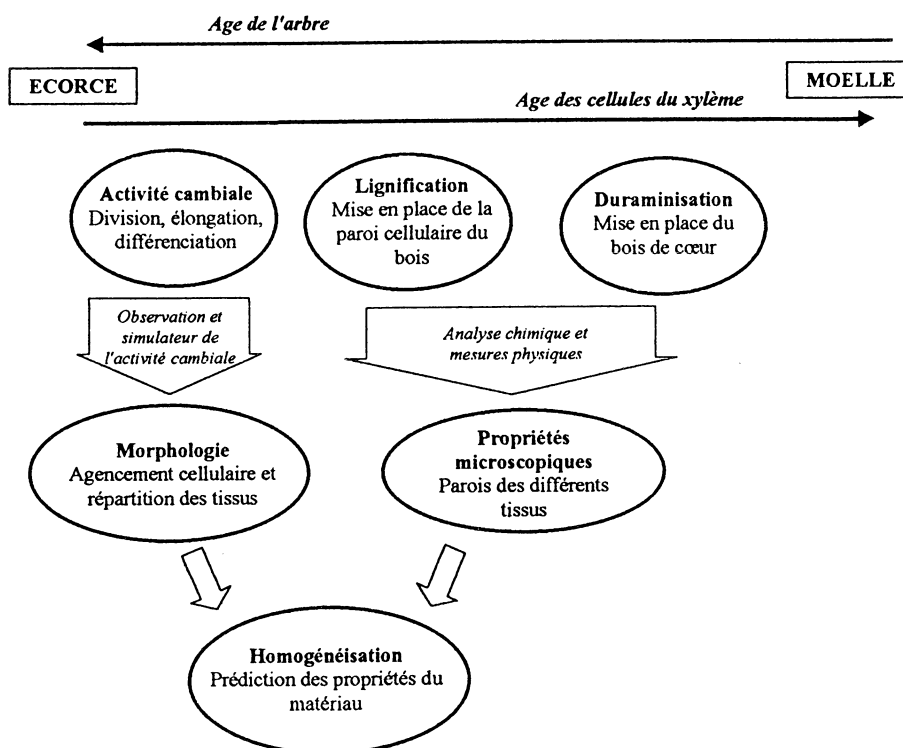 Age de l'arbre
ECORCE
MOELLE
Age des cellules du xylème
Activité cambiale
Division, élongation,
différenciation
Lignification
Mise en place de la
paroi cellulaire du
bois
Duraminisation
Mise en place du
bois de cœur
Observation et
simulateur de
l'activité cambiale
Analyse chimique et
mesures physiques
Morphologie
Agencement cellulaire et
répartition des tissus
Propriétés
microscopiques
Parois des différents
tissus
Homogénéisation
Prédiction des propriétés du
matériau